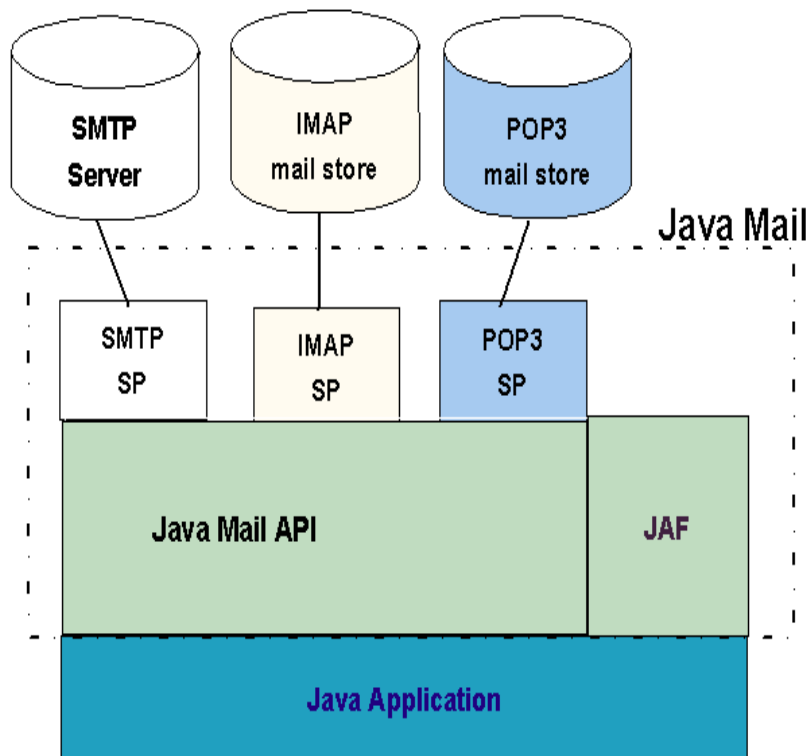 SMTP
Server
IMAP
mail store
POP3
mail store
Java Mail
SMTP
SP
IMAP
SP
POP3
SP
Java Mail API
JAF
Java Application